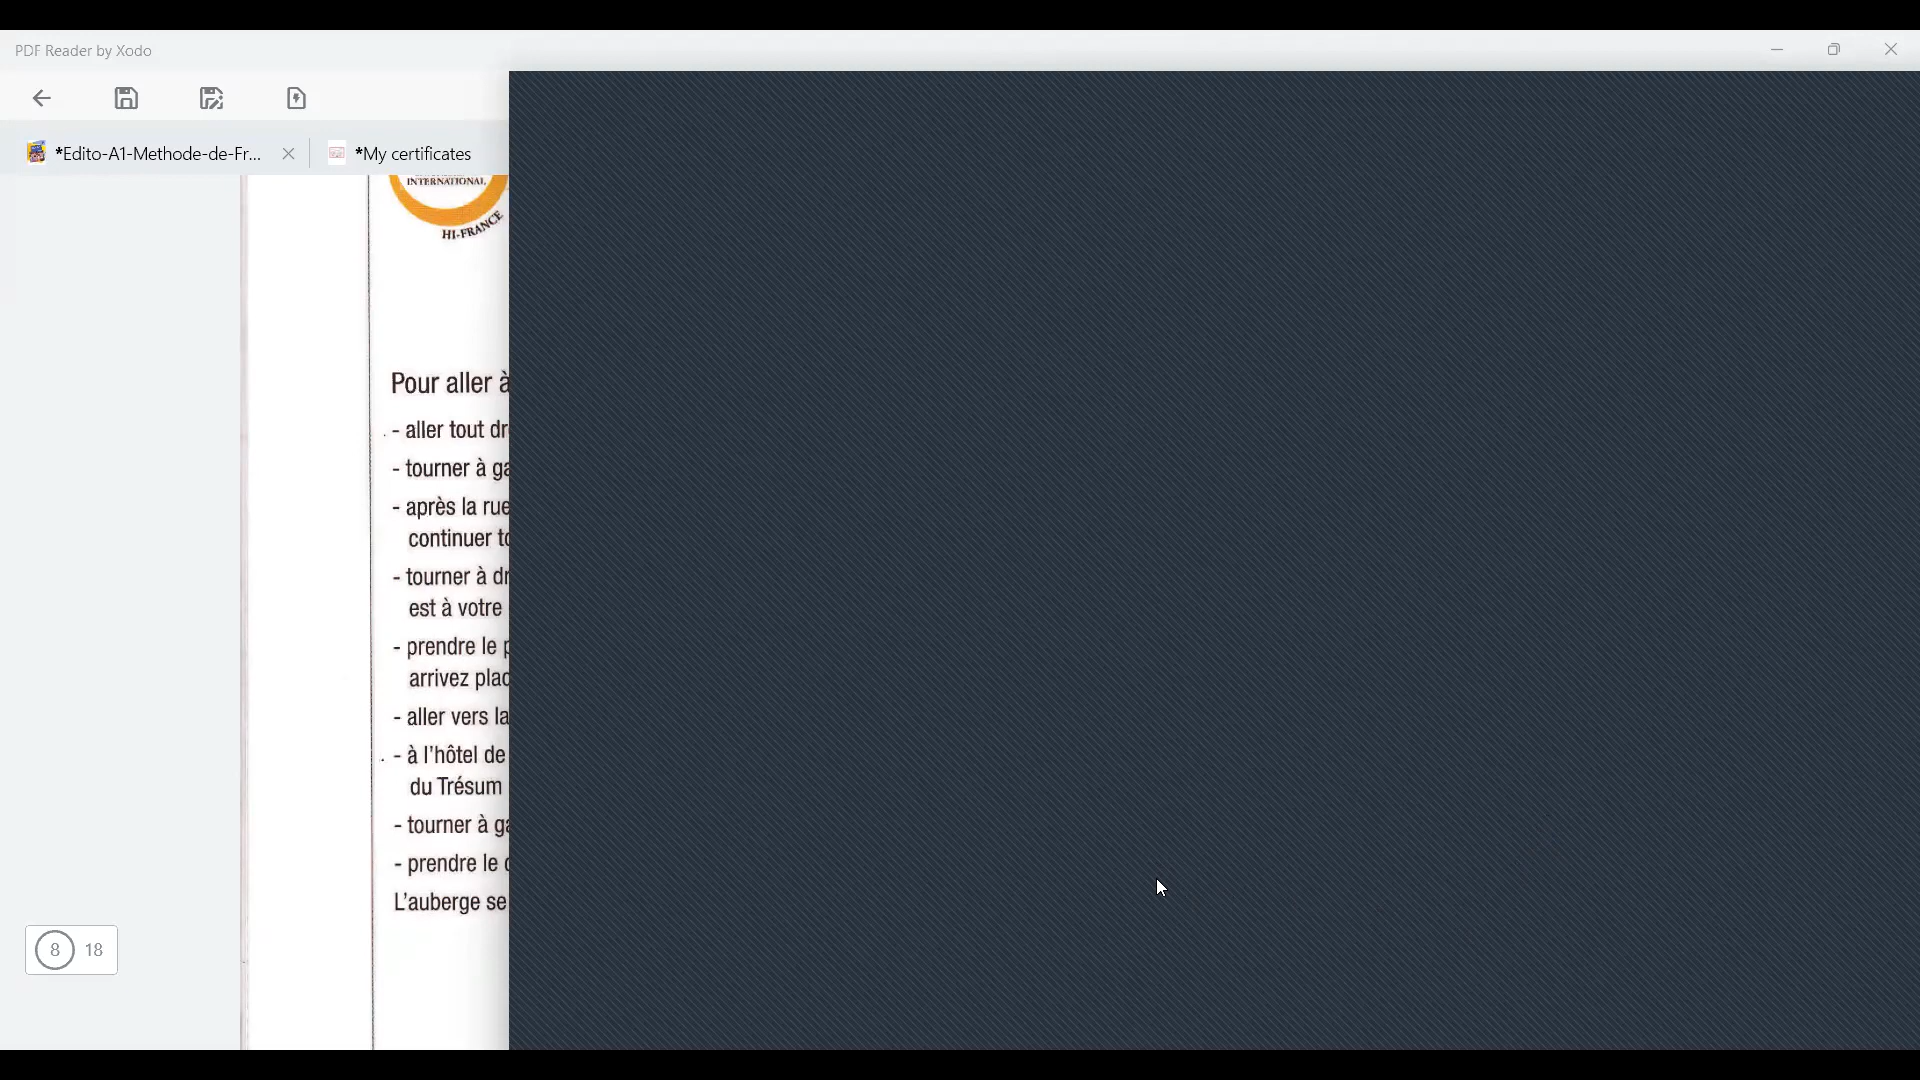 PDF Reader by Xodo
*Edito-A1-Methode-de-Fr...
*My certificates
INTERNATIONAL
HI-FRANCE
Pour aller à
- aller tout
- tourner à
- après la rue
continuer
- tourner à
est à votre
- prendre le
arrivez
- aller vers la
- à l'hôtel de
du Trésum
- tourner à
- prendre le
L'auberge se
8 18